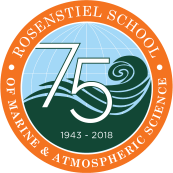 • ROSENSTIEL SCHOOL •
OF MARINE & ATMOSPHERIC SCIENCE
75
1943 - 2018